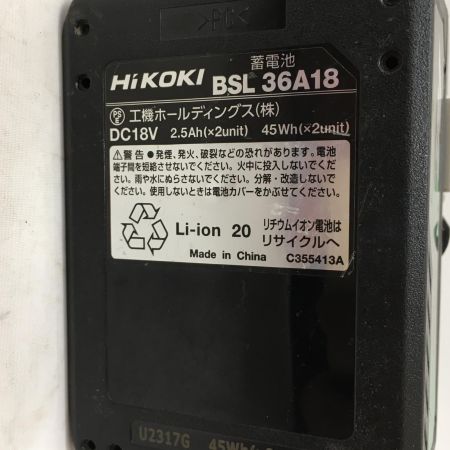 >PC<
蓄電池
HiKOKI BSL 36A18
PSE 工機ホールディングス(株)
DC18V 2.5Ah(×2unit) 45Wh(×2unit)
⚠警告 ●発煙、発火、破裂などの恐れがあります。電池
端子間を短絡させないでください。火中に投入しないでくだ
さい。雨や水にぬらさないでください。分解・改造しないで
ください。使用しないときは電池カバーをかぶせてください。
Li-ion 20 リチウムイオン電池は
リサイクルへ
Made in China C355413A
U2317G 45Wh(